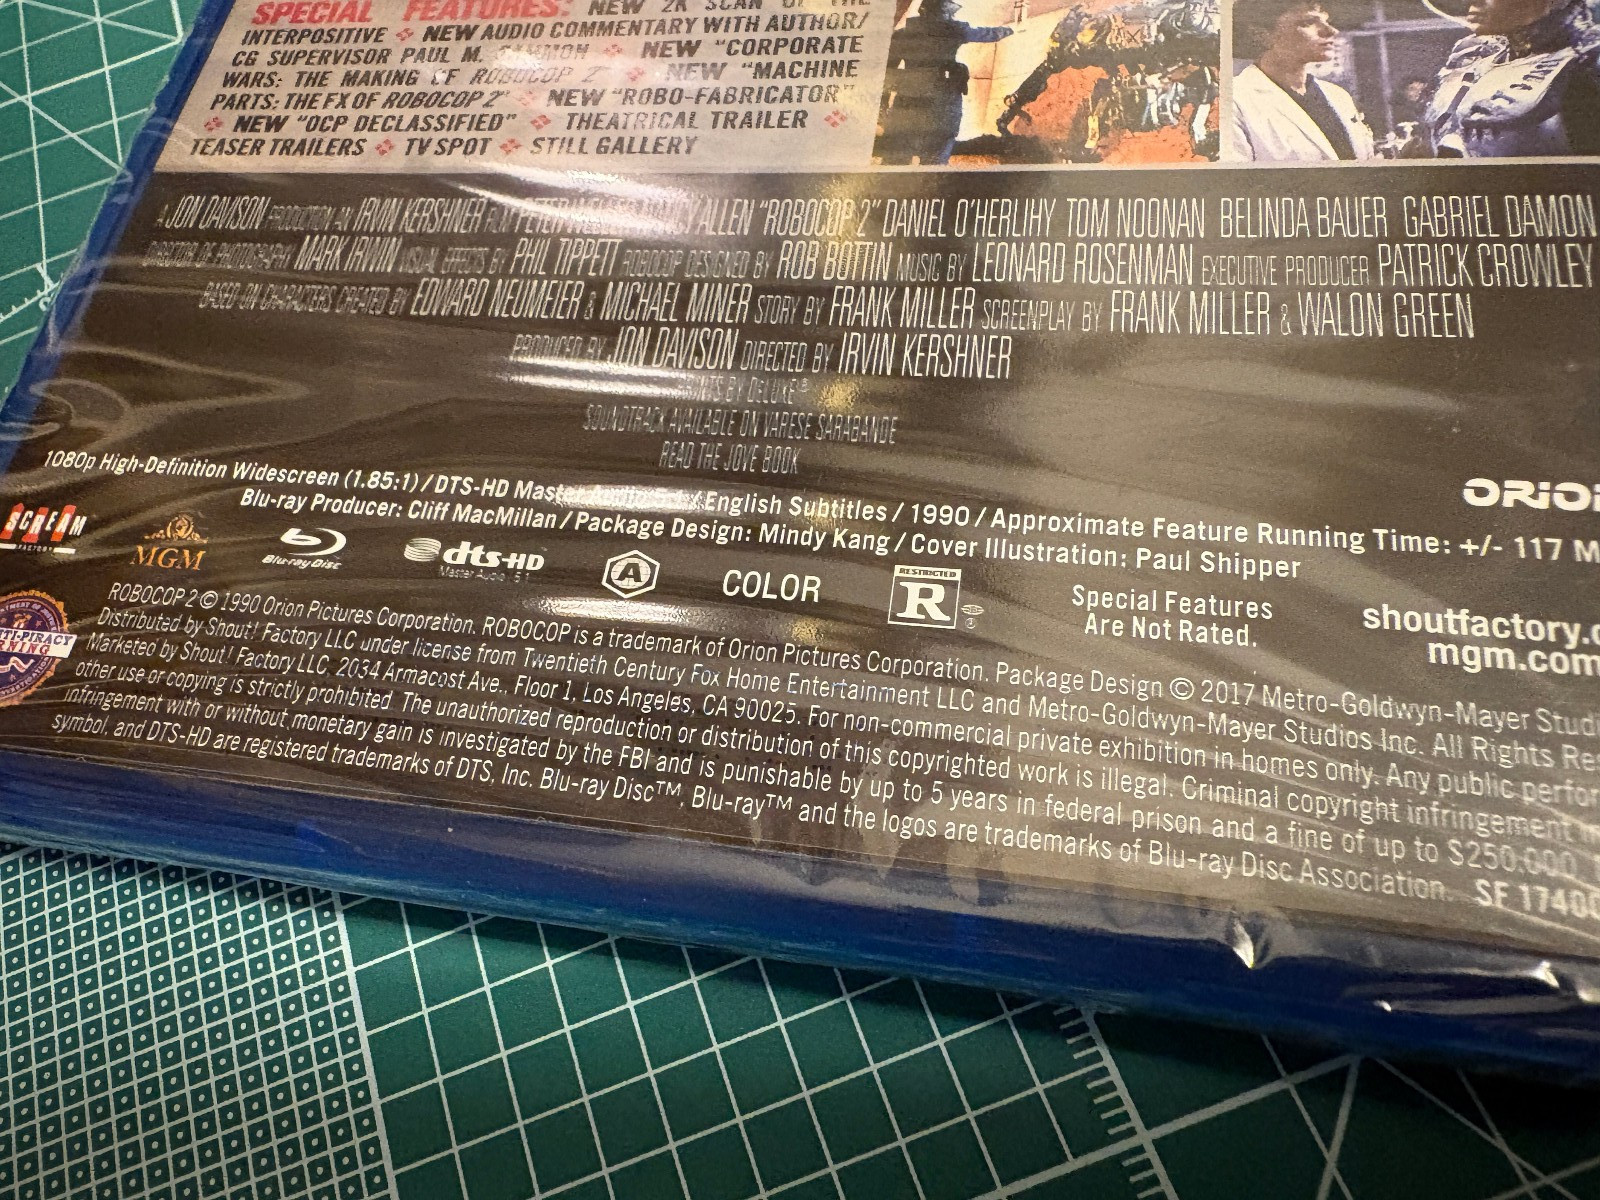 SPECIAL FEATURES: NEW 2K SCAN OF THE
INTERPOSITIVE ❖ NEW AUDIO COMMENTARY WITH AUTHOR/
CG SUPERVISOR PAUL M. ❖ NEW "CORPORATE
WARS: THE MAKING OF ROBOCOP 2" ❖ NEW "MACHINE
PARTS: THE FX OF ROBOCOP 2" ❖ NEW "ROBO-FABRICATOR"
❖ NEW "OCP DECLASSIFIED" ❖ THEATRICAL TRAILER ❖
TEASER TRAILERS ❖ TV SPOT ❖ STILL GALLERY
A JON DAVISON PRODUCTION AN IRVIN KERSHNER FILM PETER ALLEN "ROBOCOP 2" DANIEL O'HERLIHY TOM NOONAN BELINDA BAUER GABRIEL DAMON
DIRECTOR OF PHOTOGRAPHY MARK IRWIN VISUAL EFFECTS BY PHIL TIPPETT ROBOCOP DESIGNED BY ROB BOTTIN MUSIC BY LEONARD ROSENMAN EXECUTIVE PRODUCER PATRICK CROWLEY
BASED ON CHARACTERS CREATED BY EDWARD NEUMEIER & MICHAEL MINER STORY BY FRANK MILLER SCREENPLAY BY FRANK MILLER & WALON GREEN
PRODUCED BY JON DAVISON DIRECTED BY IRVIN KERSHNER
PRINTS BY DELUXE®
SOUNDTRACK AVAILABLE ON VARESE SARABANDE
READ THE JOVE BOOK
ORION
1080p High-Definition Widescreen (1.85:1) / DTS-HD Master Audio 5.1 / English Subtitles / 1990 / Approximate Feature Running Time: +/- 117 M
Blu-ray Producer: Cliff MacMillan / Package Design: Mindy Kang / Cover Illustration: Paul Shipper
SCREAM FACTORY
MGM
Blu-ray Disc
dts-HD
Master Audio 5.1
A
COLOR
RESTRICTED
R
Special Features
Are Not Rated.
shoutfactory.c
mgm.com
ANTI-PIRACY
WARNING
ROBOCOP 2 © 1990 Orion Pictures Corporation. ROBOCOP is a trademark of Orion Pictures Corporation. Package Design © 2017 Metro-Goldwyn-Mayer Studi
Distributed by Shout! Factory LLC under license from Twentieth Century Fox Home Entertainment LLC and Metro-Goldwyn-Mayer Studios Inc. All Rights Res
Marketed by Shout! Factory LLC, 2034 Armacost Ave., Floor 1, Los Angeles, CA 90025. For non-commercial private exhibition in homes only. Any public perfor
other use or copying is strictly prohibited. The unauthorized reproduction or distribution of this copyrighted work is illegal. Criminal copyright infringement
infringement with or without monetary gain is investigated by the FBI and is punishable by up to 5 years in federal prison and a fine of up to $250,000.
symbol, and DTS-HD are registered trademarks of DTS, Inc. Blu-ray Disc™, Blu-ray™ and the logos are trademarks of Blu-ray Disc Association. SF 17400